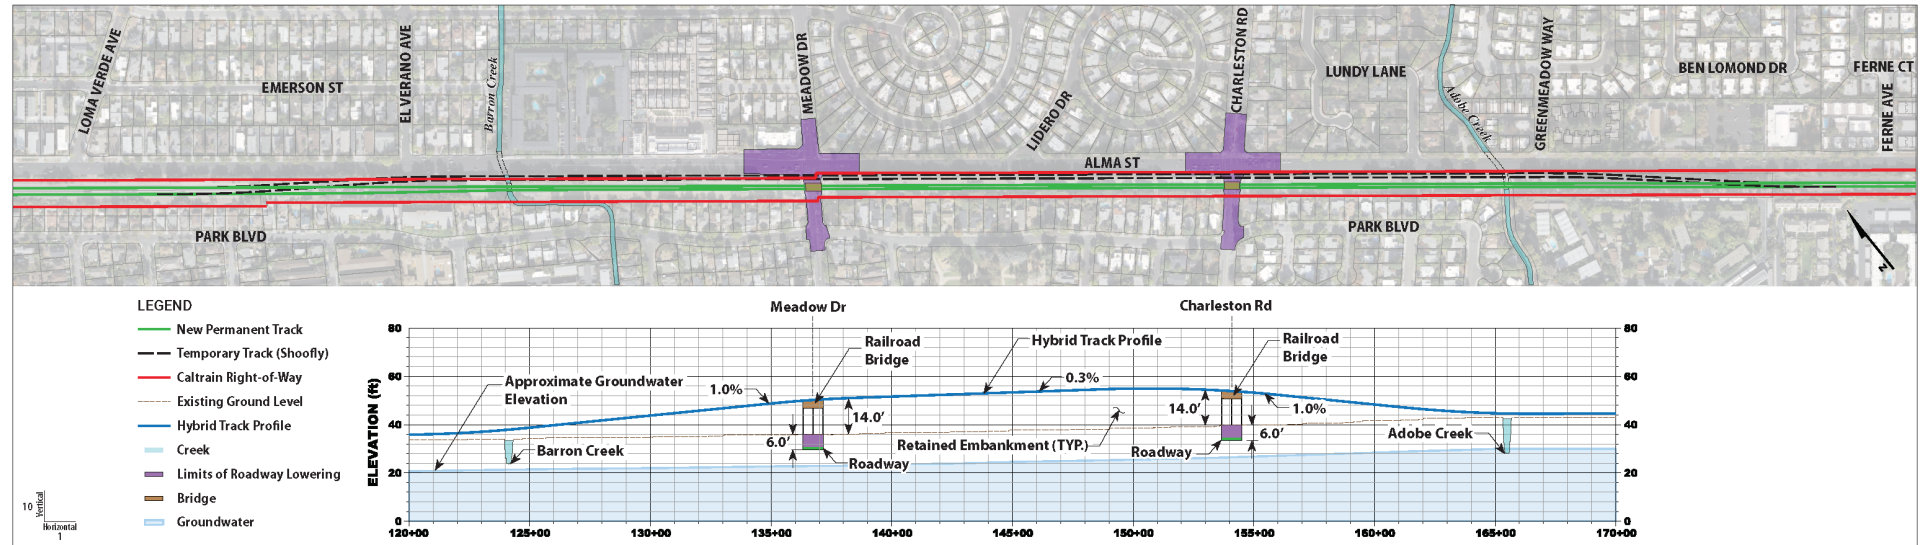 LOMA VERDE AVE
EMERSON ST
EL VERANO AVE
Barron Creek
MEADOW DR
LIDERO DR
CHARLESTON RD
LUNDY LANE
Adobe Creek
GREENMEADOW WAY
BEN LOMOND DR
FERNE CT
FERNE AVE
ALMA ST
PARK BLVD
PARK BLVD
N
LEGEND
New Permanent Track
Temporary Track (Shoofly)
Caltrain Right-of-Way
Existing Ground Level
Hybrid Track Profile
Creek
Limits of Roadway Lowering
Bridge
Groundwater
10
Vertical
Horizontal
1
Meadow Dr
Charleston Rd
ELEVATION (ft)
80
60
40
20
0
80
60
40
20
0
Approximate Groundwater
Elevation
1.0%
Railroad
Bridge
Hybrid Track Profile
0.3%
Railroad
Bridge
14.0'
14.0'
1.0%
6.0'
6.0'
Barron Creek
Roadway
Retained Embankment (TYP.)
Roadway
Adobe Creek
120+00
125+00
130+00
135+00
140+00
145+00
150+00
155+00
160+00
165+00
170+00